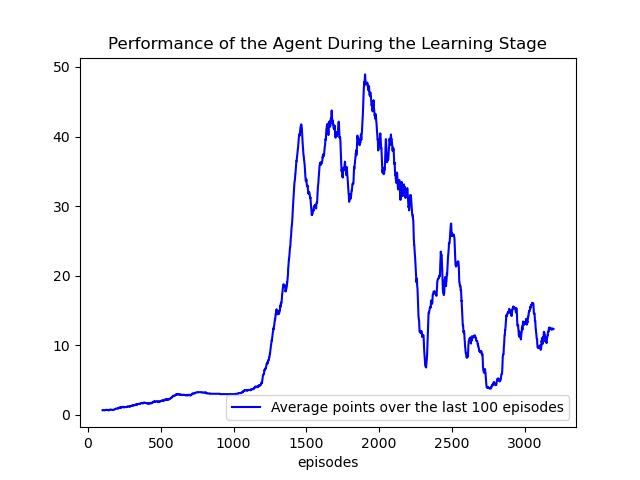 Performance of the Agent During the Learning Stage
50
40
30
20
10
0
Average points over the last 100 episodes
0 500 1000 1500 2000 2500 3000
episodes